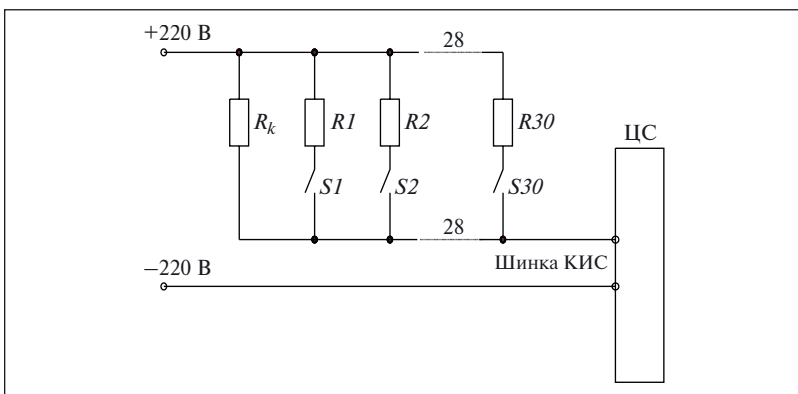 +220 В
28
R_k
R1
R2
R30
ЦС
S1
S2
S30
28
Шинка КИС
−220 В